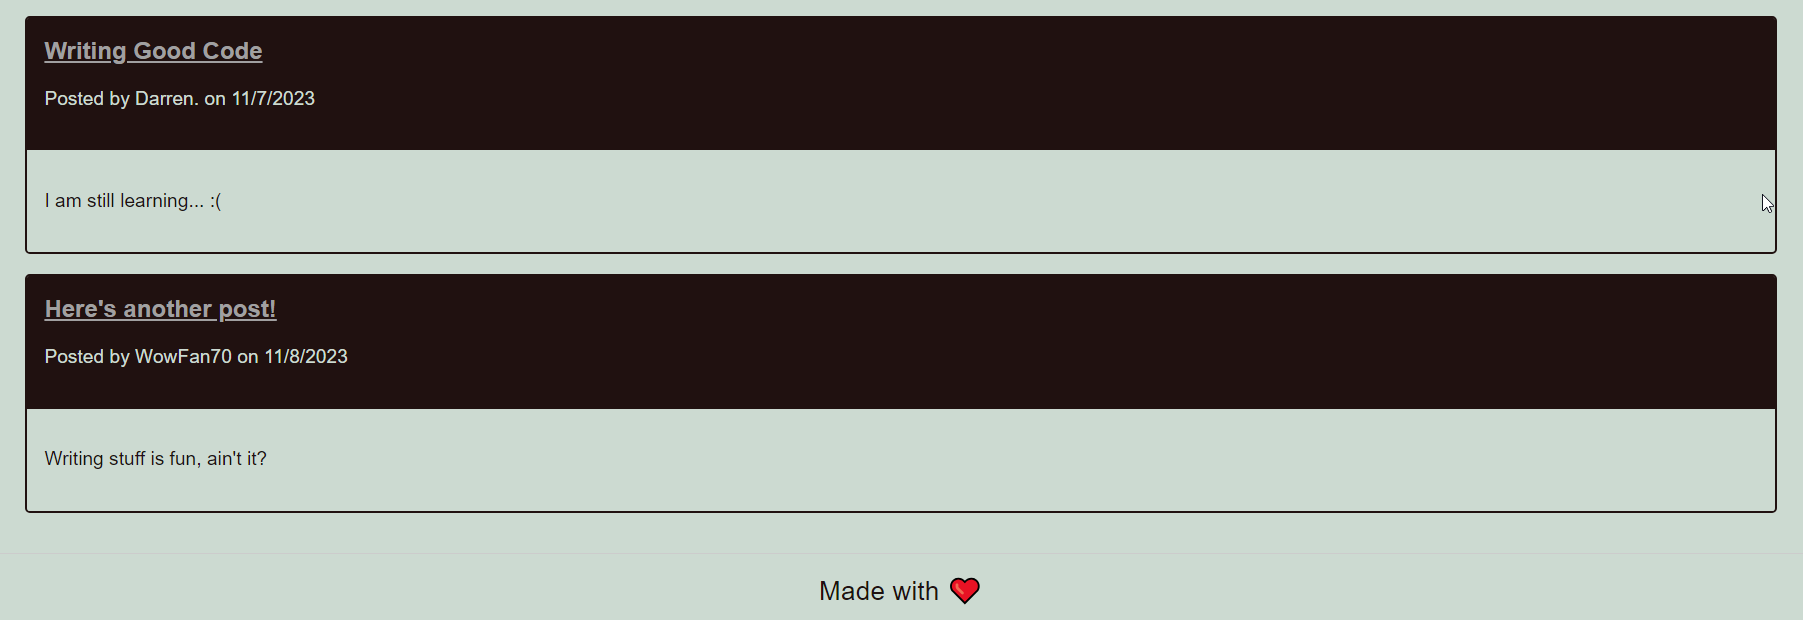 Writing Good Code
Posted by Darren. on 11/7/2023
I am still learning... :(
Here's another post!
Posted by WowFan70 on 11/8/2023
Writing stuff is fun, ain't it?
Made with ❤️